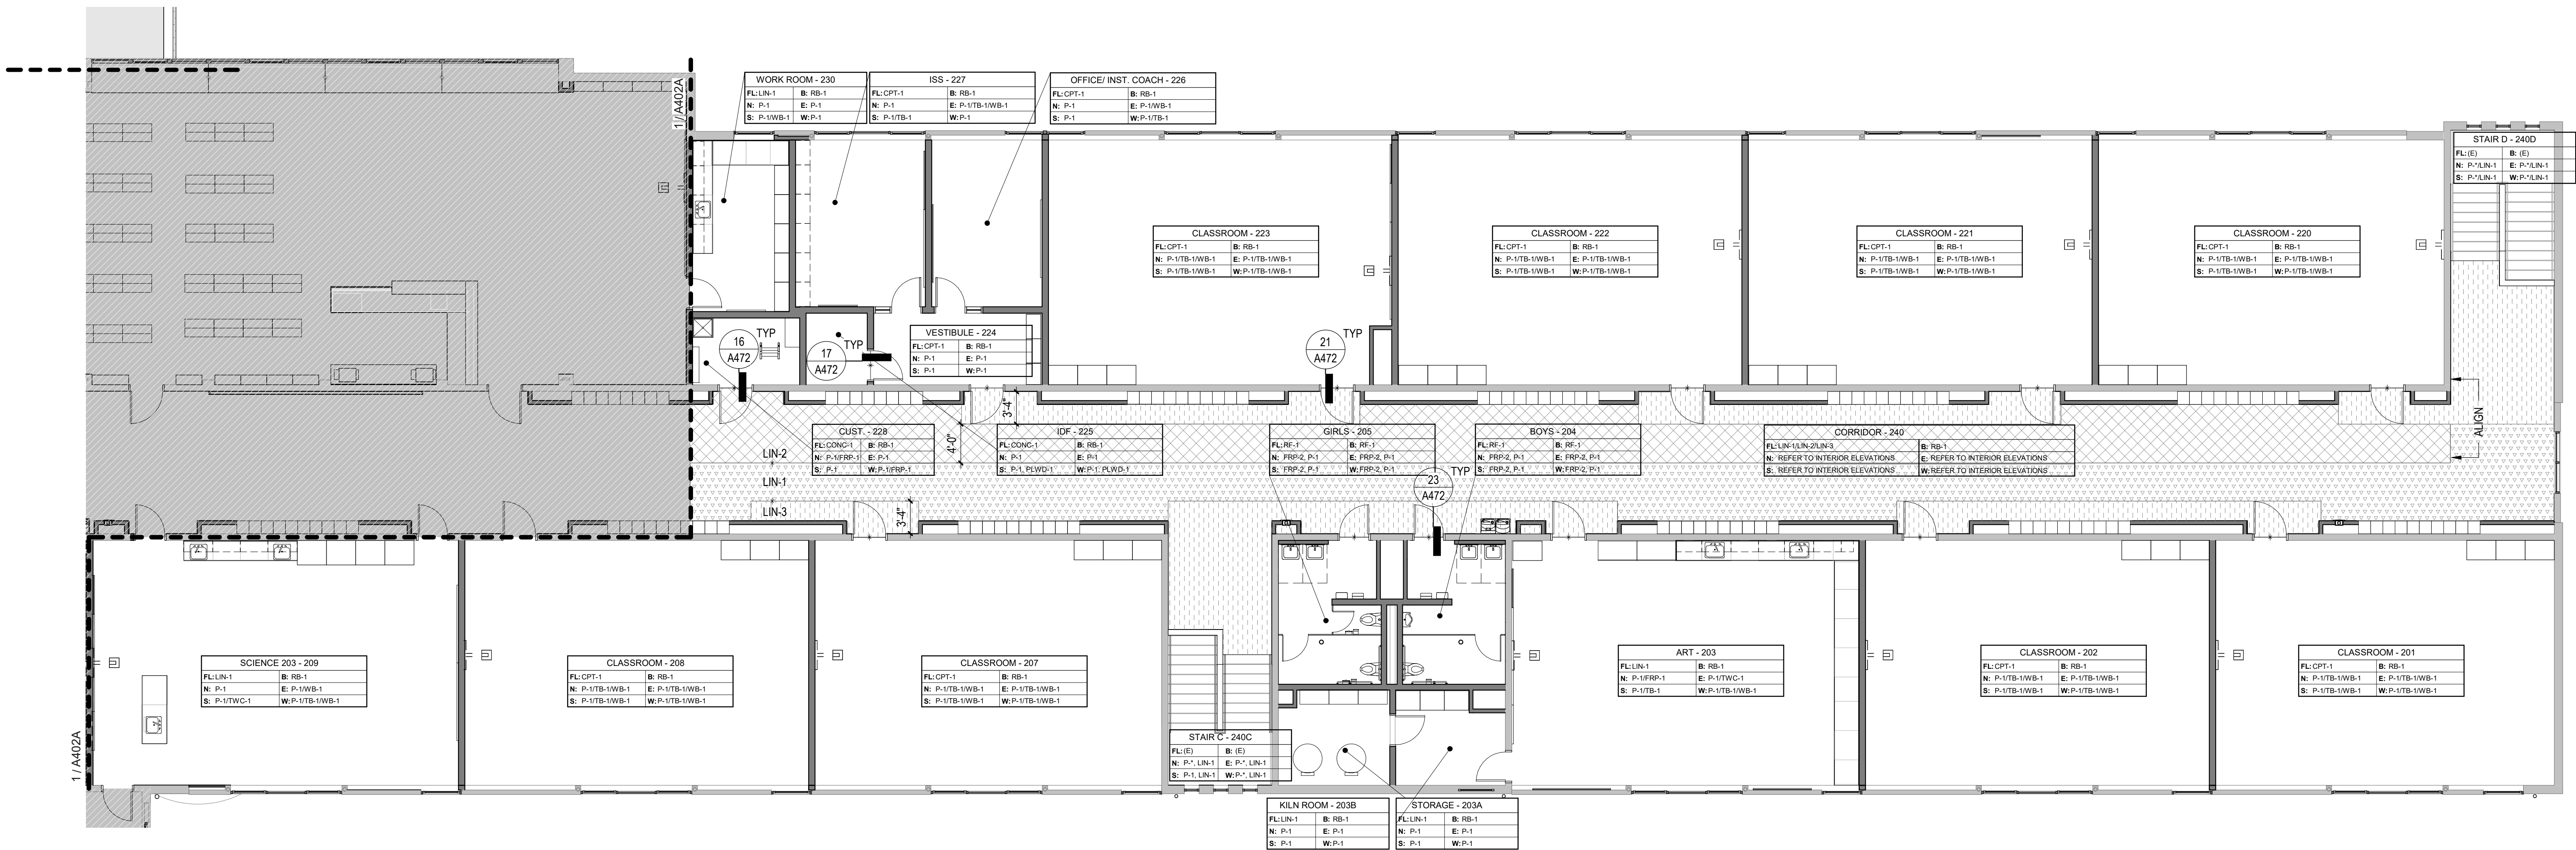 1 / A402A
WORK ROOM - 230
FL: LIN-1 B: RB-1
N: P-1 E: P-1
S: P-1/WB-1 W: P-1
ISS - 227
FL: CPT-1 B: RB-1
N: P-1 E: P-1/TB-1/WB-1
S: P-1/TB-1 W: P-1
OFFICE/ INST. COACH - 226
FL: CPT-1 B: RB-1
N: P-1 E: P-1/WB-1
S: P-1 W: P-1/TB-1
STAIR D - 240D
FL: (E) B: (E)
N: P-*/LIN-1 E: P-*/LIN-1
S: P-*/LIN-1 W: P-*/LIN-1
CLASSROOM - 223
FL: CPT-1 B: RB-1
N: P-1/TB-1/WB-1 E: P-1/TB-1/WB-1
S: P-1/TB-1/WB-1 W: P-1/TB-1/WB-1
CLASSROOM - 222
FL: CPT-1 B: RB-1
N: P-1/TB-1/WB-1 E: P-1/TB-1/WB-1
S: P-1/TB-1/WB-1 W: P-1/TB-1/WB-1
CLASSROOM - 221
FL: CPT-1 B: RB-1
N: P-1/TB-1/WB-1 E: P-1/TB-1/WB-1
S: P-1/TB-1/WB-1 W: P-1/TB-1/WB-1
CLASSROOM - 220
FL: CPT-1 B: RB-1
N: P-1/TB-1/WB-1 E: P-1/TB-1/WB-1
S: P-1/TB-1/WB-1 W: P-1/TB-1/WB-1
16
A472
TYP
17
A472
TYP
VESTIBULE - 224
FL: CPT-1 B: RB-1
N: P-1 E: P-1
S: P-1 W: P-1
21
A472
TYP
3'-4"
4'-0"
ALIGN
CUST. - 228
FL: CONC-1 B: RB-1
N: P-1/FRP-1 E: P-1
S: P-1 W: P-1/FRP-1
IDF - 225
FL: CONC-1 B: RB-1
N: P-1 E: P-1
S: P-1, PLWD-1 W: P-1, PLWD-1
GIRLS - 205
FL: RF-1 B: RF-1
N: FRP-2, P-1 E: FRP-2, P-1
S: FRP-2, P-1 W: FRP-2, P-1
BOYS - 204
FL: RF-1 B: RF-1
N: FRP-2, P-1 E: FRP-2, P-1
S: FRP-2, P-1 W: FRP-2, P-1
CORRIDOR - 240
FL: LIN-1/LIN-2/LIN-3 B: RB-1
N: REFER TO INTERIOR ELEVATIONS E: REFER TO INTERIOR ELEVATIONS
S: REFER TO INTERIOR ELEVATIONS W: REFER TO INTERIOR ELEVATIONS
LIN-2
LIN-1
LIN-3
3'-4"
23
A472
TYP
SCIENCE 203 - 209
FL: LIN-1 B: RB-1
N: P-1 E: P-1/WB-1
S: P-1/TWC-1 W: P-1/TB-1/WB-1
CLASSROOM - 208
FL: CPT-1 B: RB-1
N: P-1/TB-1/WB-1 E: P-1/TB-1/WB-1
S: P-1/TB-1/WB-1 W: P-1/TB-1/WB-1
CLASSROOM - 207
FL: CPT-1 B: RB-1
N: P-1/TB-1/WB-1 E: P-1/TB-1/WB-1
S: P-1/TB-1/WB-1 W: P-1/TB-1/WB-1
ART - 203
FL: LIN-1 B: RB-1
N: P-1/FRP-1 E: P-1/TWC-1
S: P-1/TB-1 W: P-1/TB-1/WB-1
CLASSROOM - 202
FL: CPT-1 B: RB-1
N: P-1/TB-1/WB-1 E: P-1/TB-1/WB-1
S: P-1/TB-1/WB-1 W: P-1/TB-1/WB-1
CLASSROOM - 201
FL: CPT-1 B: RB-1
N: P-1/TB-1/WB-1 E: P-1/TB-1/WB-1
S: P-1/TB-1/WB-1 W: P-1/TB-1/WB-1
STAIR C - 240C
FL: (E) B: (E)
N: P-*, LIN-1 E: P-*, LIN-1
S: P-1, LIN-1 W: P-*, LIN-1
1 / A402A
KILN ROOM - 203B
FL: LIN-1 B: RB-1
N: P-1 E: P-1
S: P-1 W: P-1
STORAGE - 203A
FL: LIN-1 B: RB-1
N: P-1 E: P-1
S: P-1 W: P-1